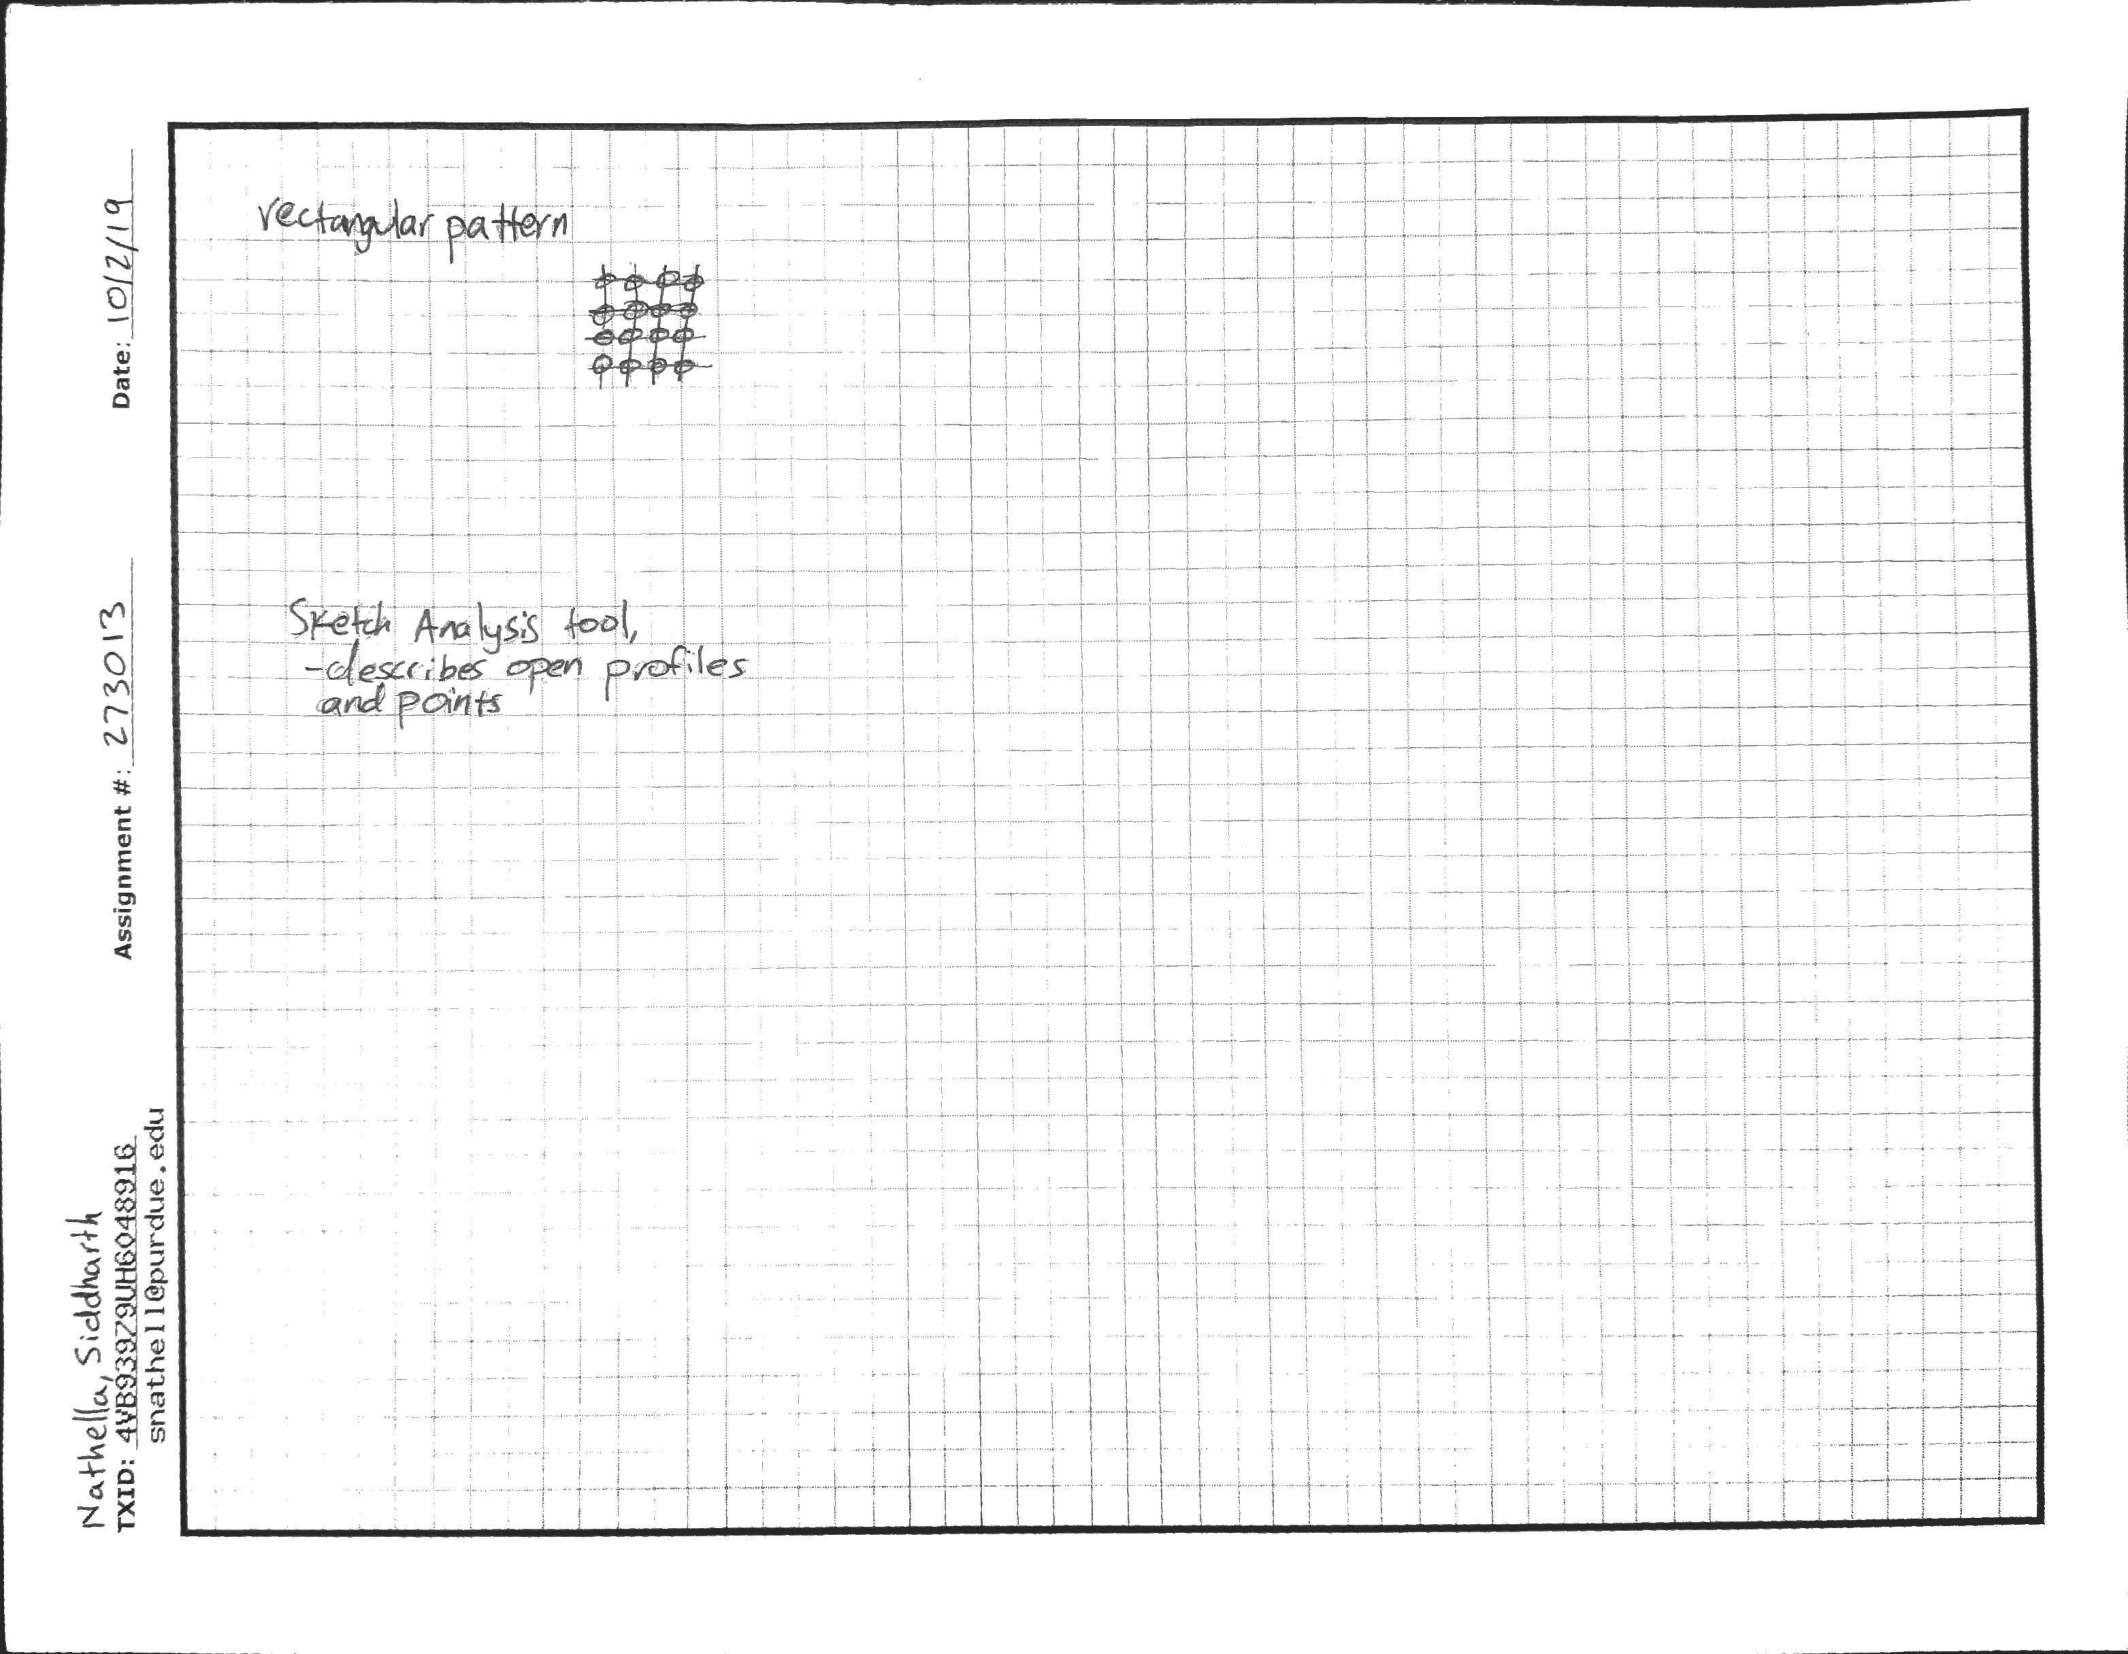 rectangular pattern
Sketch Analysis tool,
-describes open profiles
and points
Nathella, Siddharth
TXID: 4VB939Z9UH6048916
snathell@purdue.edu
Assignment #: 273013
Date: 10/2/19